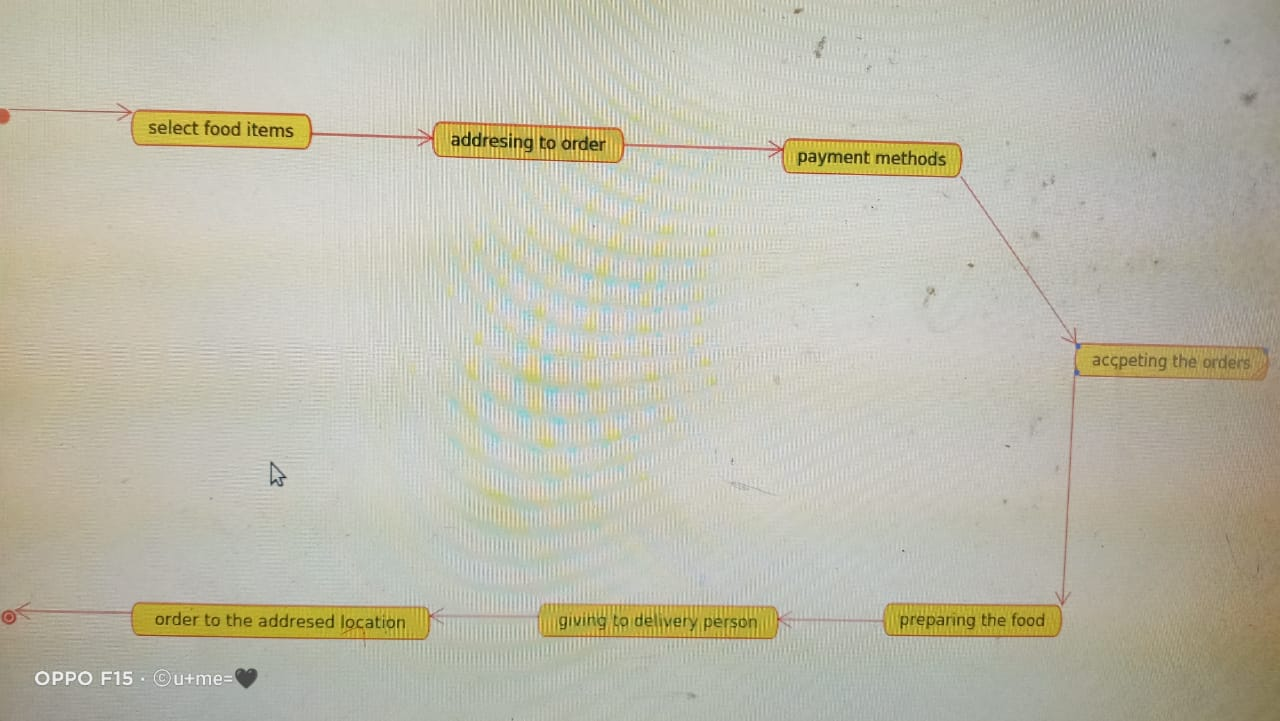 select food items
addresing to order
payment methods
accpeting the orders
preparing the food
giving to delivery person
order to the addresed location
OPPO F15 · ©u+me=🖤